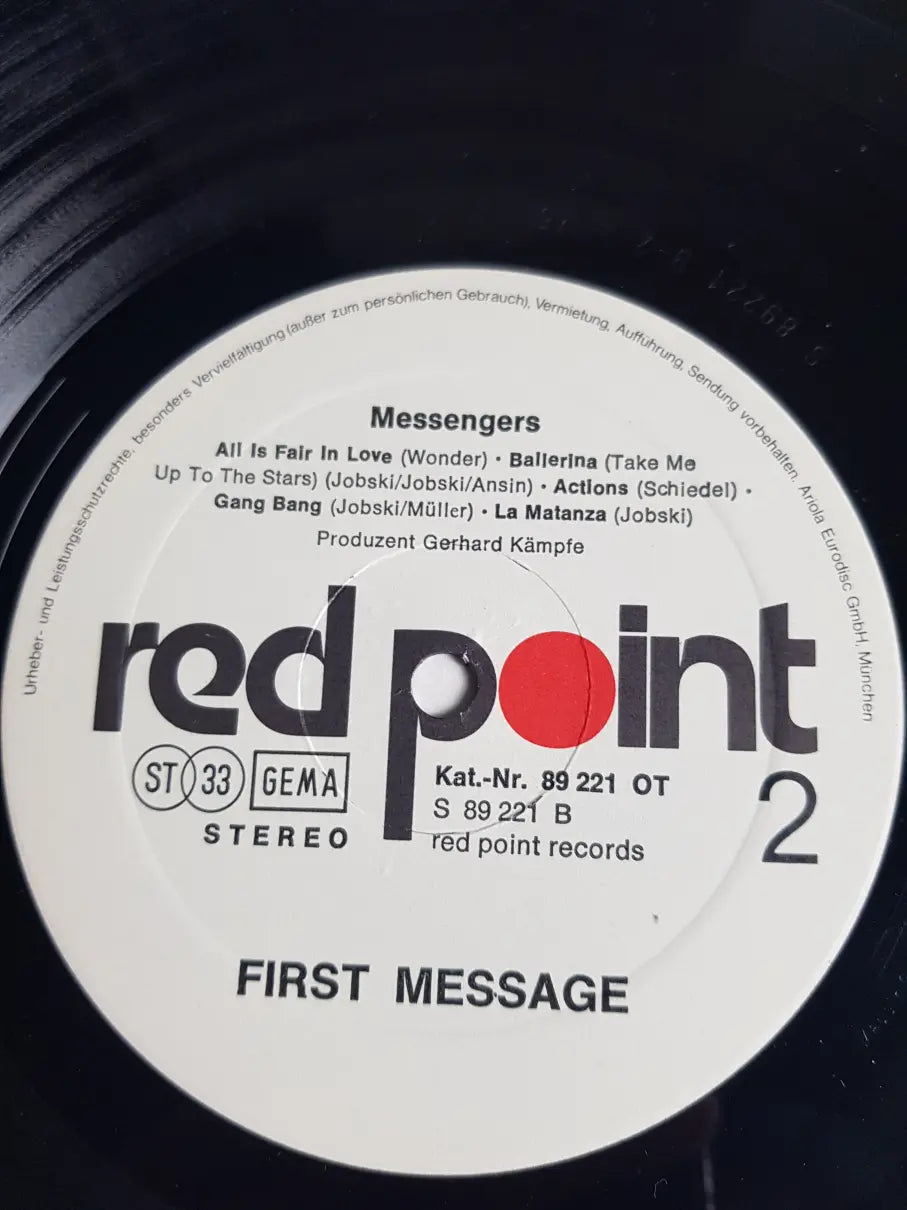 Urheber- und Leistungsschutzrechte, besonders Vervielfältigung (außer zum persönlichen Gebrauch), Vermietung, Aufführung, Sendung vorbehalten. Ariola Eurodisc GmbH, München
Messengers
All Is Fair In Love (Wonder) · Ballerina (Take Me
Up To The Stars) (Jobski/Jobski/Ansin) · Actions (Schiedel) ·
Gang Bang (Jobski/Müller) · La Matanza (Jobski)
Produzent Gerhard Kämpfe
red point
ST 33 GEMA
STEREO
Kat.-Nr. 89 221 OT
S 89 221 B
red point records
2
FIRST MESSAGE